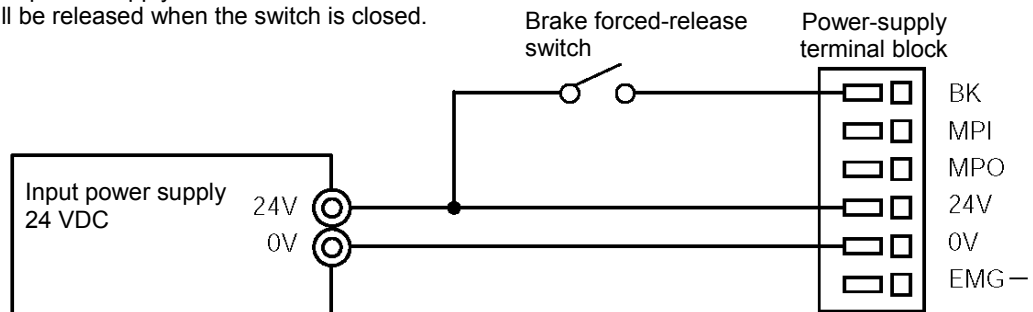 ll be released when the switch is closed.
Brake forced-release
switch
Power-supply
terminal block
BK
MPI
MPO
Input power supply
24 VDC
24V
0V
24V
0V
EMG−